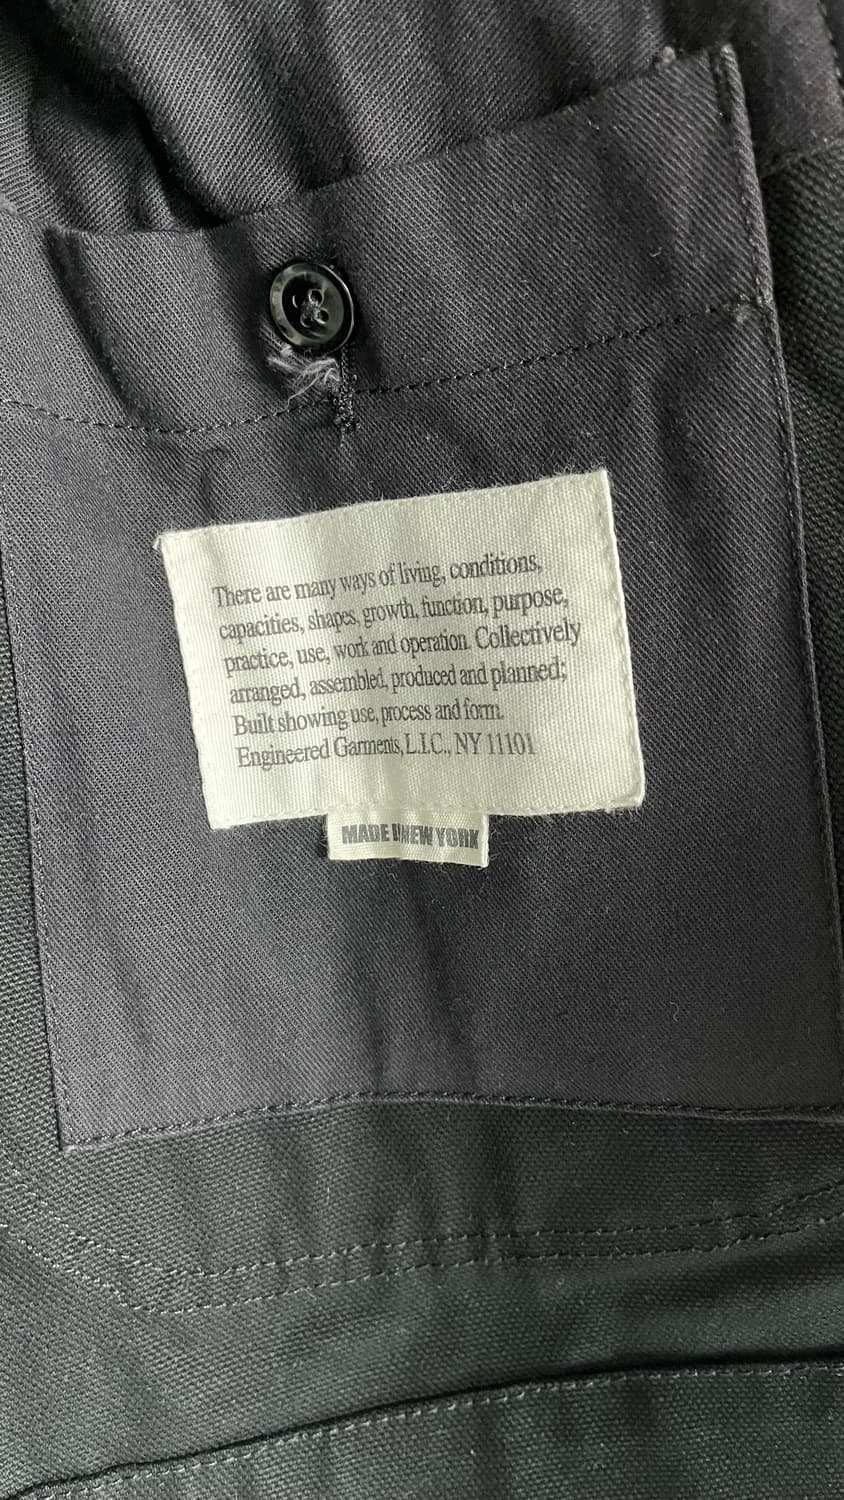 There are many ways of living, conditions,
capacities, shapes, growth, function, purpose,
practice, use, work and operation. Collectively
arranged, assembled, produced and planned;
Built showing use, process and form.
Engineered Garments, L.I.C., NY 11101
MADE IN NEW YORK